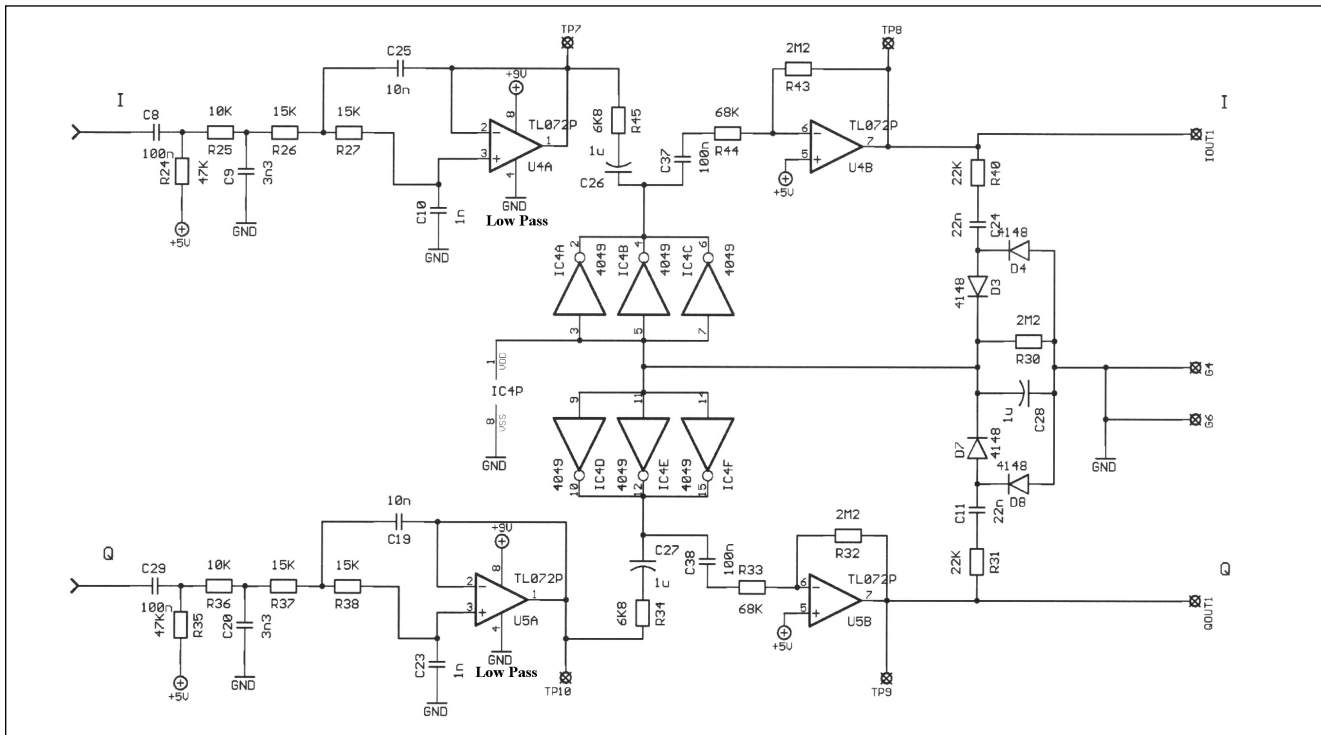 TP7
TP8
C25
10n
+9V
8
2M2
R43
I
C8
100n
10K
R25
15K
R26
15K
R27
R24
47K
C9
3n3
+5V
GND
2
3
TL072P
1
U4A
4
GND
Low Pass
C10
1n
GND
6K8
R45
1u
C26
C37
100n
68K
R44
6
5
TL072P
7
U4B
+5V
I
IOUT1
22K
R40
22n
C24
4148
D4
4148
D3
2M2
R30
1u
C28
G4
G6
GND
D7
4148
4148
D8
C11
22n
22K
R31
IC4A
2
4049
IC4B
4
4049
IC4C
6
4049
3
5
7
1
VDD
IC4P
8
VSS
GND
9
11
14
4049
10
IC4D
4049
12
IC4E
4049
15
IC4F
10n
C19
+9V
8
Q
C29
100n
10K
R36
15K
R37
15K
R38
47K
R35
C20
3n3
+5V
GND
2
3
TL072P
1
U5A
4
GND
Low Pass
C23
1n
GND
TP10
C27
1u
6K8
R34
C38
100n
R33
68K
2M2
R32
6
5
TL072P
7
U5B
+5V
TP9
Q
QOUT1